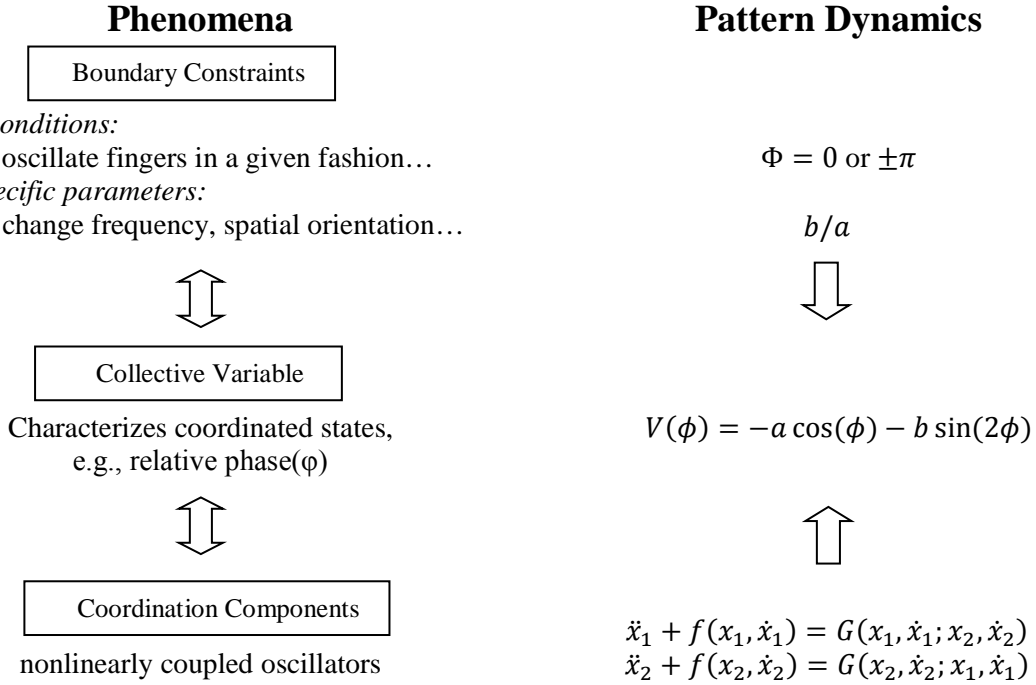 Phenomena
Pattern Dynamics
Boundary Constraints
onditions:
oscillate fingers in a given fashion…
Φ = 0 or ±π
ecific parameters:
change frequency, spatial orientation…
b/a
Collective Variable
Characterizes coordinated states,
e.g., relative phase(φ)
V(ϕ) = −a cos(ϕ) − b sin(2ϕ)
Coordination Components
nonlinearly coupled oscillators
ẍ₁ + f(x₁, ẋ₁) = G(x₁, ẋ₁; x₂, ẋ₂)
ẍ₂ + f(x₂, ẋ₂) = G(x₂, ẋ₂; x₁, ẋ₁)